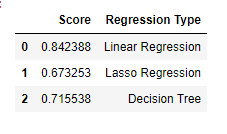 Score Regression Type
0 0.842388 Linear Regression
1 0.673253 Lasso Regression
2 0.715538 Decision Tree